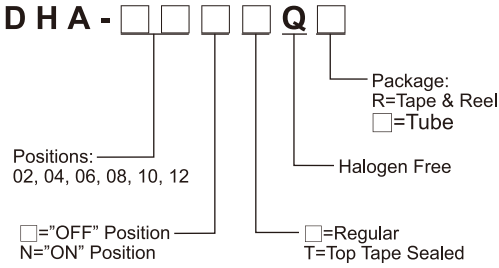 DHA-□□□□Q□
Package:
R=Tape & Reel
□=Tube
Positions:
02, 04, 06, 08, 10, 12
Halogen Free
□="OFF" Position
N="ON" Position
□=Regular
T=Top Tape Sealed